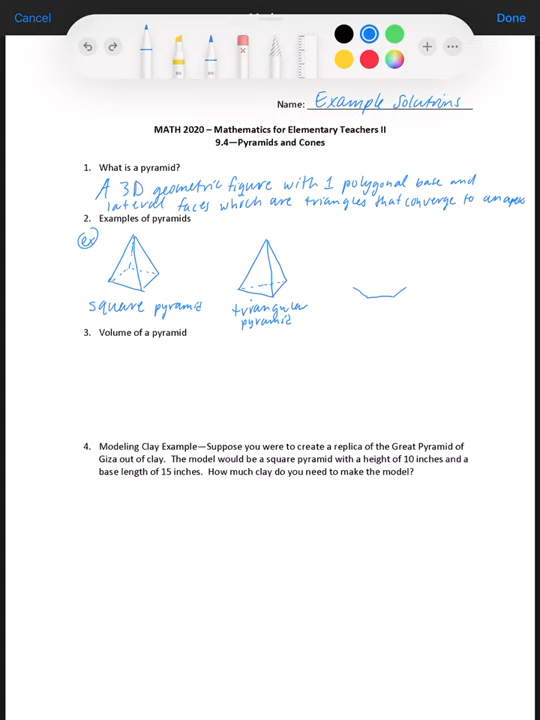 Cancel
Done
Name: Example Solutions
MATH 2020 – Mathematics for Elementary Teachers II
9.4—Pyramids and Cones
1. What is a pyramid?
A 3D geometric figure with 1 polygonal base and
lateral faces which are triangles that converge to an apex
2. Examples of pyramids
ex
square pyramid
triangular
pyramid
3. Volume of a pyramid
4. Modeling Clay Example—Suppose you were to create a replica of the Great Pyramid of
Giza out of clay. The model would be a square pyramid with a height of 10 inches and a
base length of 15 inches. How much clay do you need to make the model?